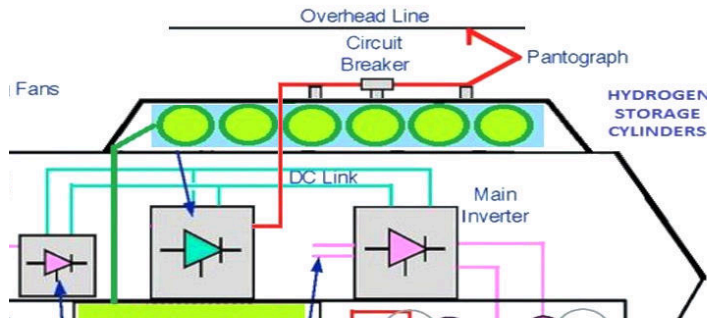 Overhead Line
Circuit
Breaker
Pantograph
Fans
HYDROGEN
STORAGE
CYLINDERS
DC Link
Main
Inverter